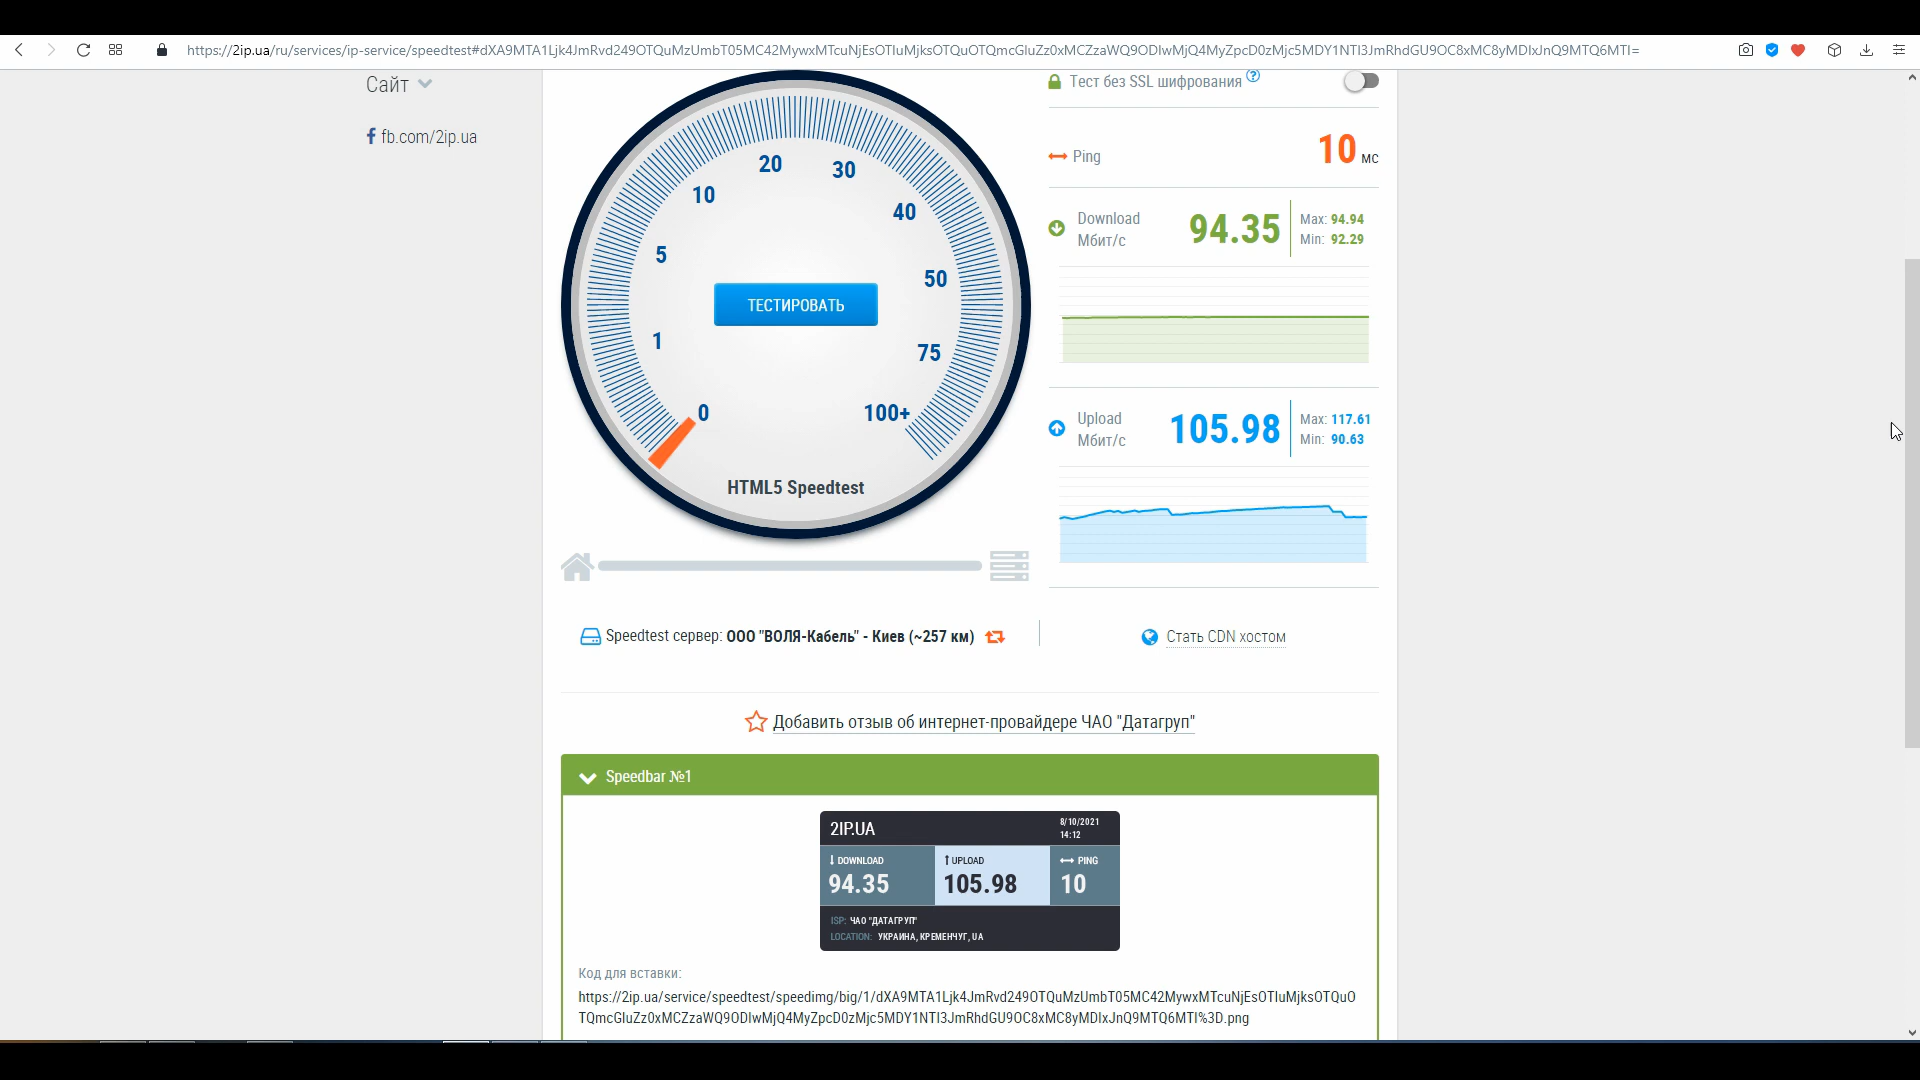 https://2ip.ua/ru/services/ip-service/speedtest#dXA9MTA1Ljk4JmRvd249OTQuMzUmbT05MC42MywxMTcuNjEsOTIuMjksOTQuOTQmcGluZz0xMCZzaWQ9ODIwMjQ4MyZpcD0zMjc5MDY1NTI3JmRhdGU9OC8xMC8yMDIxJnQ9MTQ6MTI=
Сайт
fb.com/2ip.ua
Тест без SSL шифрования ?
Ping
10 мс
Download
Мбит/с
94.35
Max: 94.94
Min: 92.29
Upload
Мбит/с
105.98
Max: 117.61
Min: 90.63
0
1
5
10
20
30
40
50
75
100+
ТЕСТИРОВАТЬ
HTML5 Speedtest
Speedtest сервер: ООО "ВОЛЯ-Кабель" - Киев (~257 км)
Стать CDN хостом
Добавить отзыв об интернет-провайдере ЧАО "Датагруп"
Speedbar №1
2IP.UA
8/10/2021
14:12
DOWNLOAD
94.35
UPLOAD
105.98
PING
10
ISP: ЧАО "ДАТАГРУП"
LOCATION: УКРАИНА, КРЕМЕНЧУГ, UA
Код для вставки:
https://2ip.ua/service/speedtest/speedimg/big/1/dXA9MTA1Ljk4JmRvd249OTQuMzUmbT05MC42MywxMTcuNjEsOTIuMjksOTQuO
TQmcGluZz0xMCZzaWQ9ODIwMjQ4MyZpcD0zMjc5MDY1NTI3JmRhdGU9OC8xMC8yMDIxJnQ9MTQ6MTI%3D.png